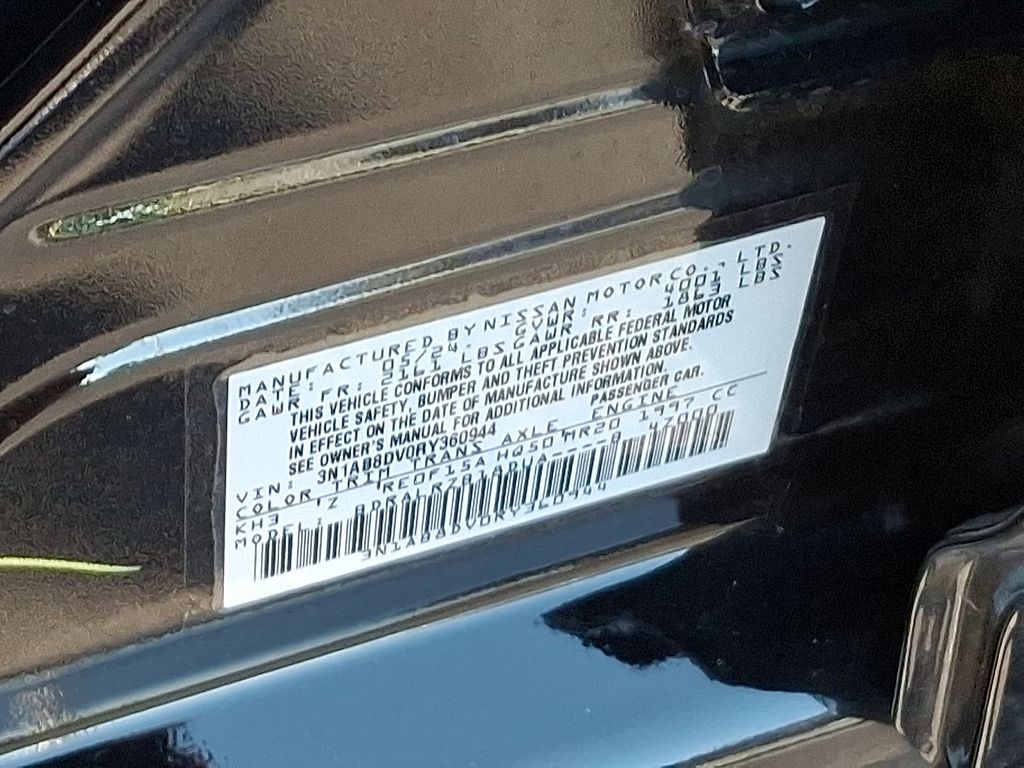 MANUFACTURED BY NISSAN MOTOR CO., LTD.
DATE: 05/24. GVWR: 4001 LBS
GAWR FR: 2161 LBS GAWR RR: 1863 LBS
THIS VEHICLE CONFORMS TO ALL APPLICABLE FEDERAL MOTOR
VEHICLE SAFETY, BUMPER AND THEFT PREVENTION STANDARDS
IN EFFECT ON THE DATE OF MANUFACTURE SHOWN ABOVE.
SEE OWNER'S MANUAL FOR ADDITIONAL INFORMATION.
VIN: 3N1AB8DV0RY360944 PASSENGER CAR.
COLOR TRIM TRANS AXLE ENGINE
KH3 Z RE0F15A HQ50 MR20 1997 CC
MODEL: BDRALRZB1ADUA---B 47000
3N1AB8DV0RY360944